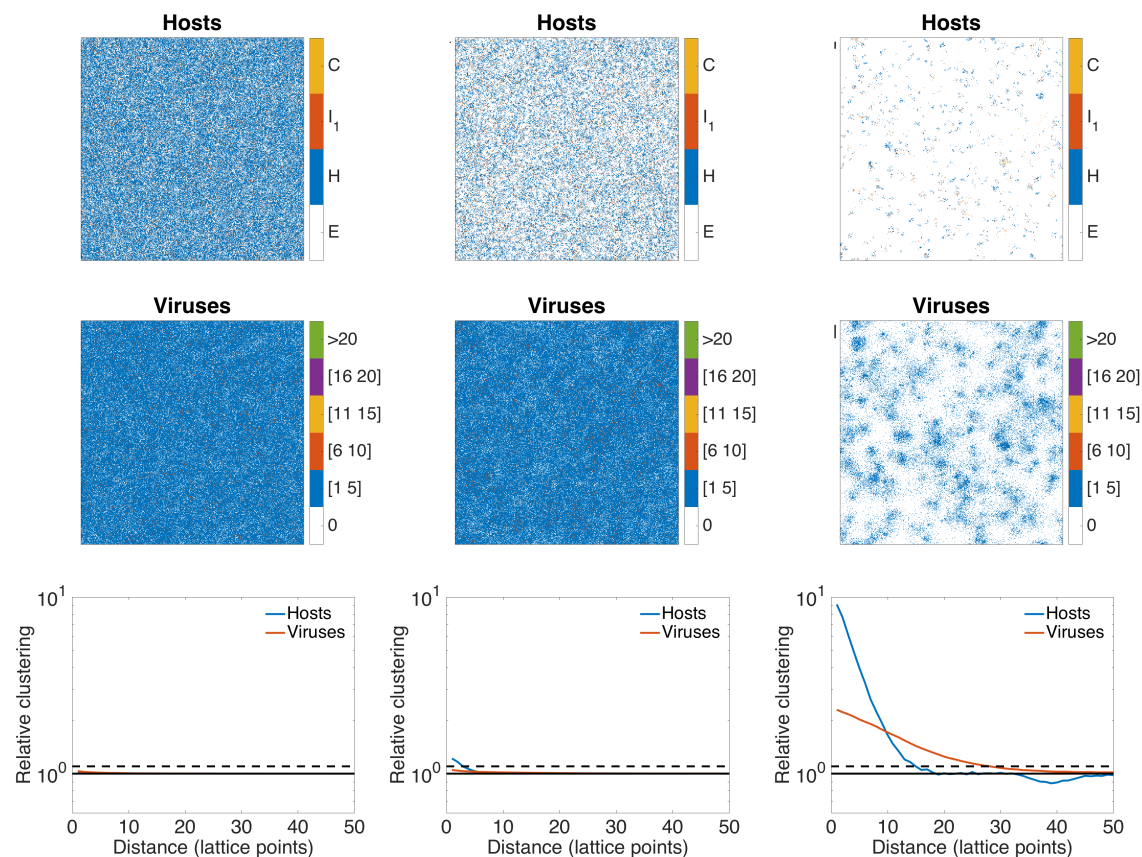 Hosts
C
I1
H
E
Hosts
C
I1
H
E
Hosts
C
I1
H
E
Viruses
>20
[16 20]
[11 15]
[6 10]
[1 5]
0
Viruses
>20
[16 20]
[11 15]
[6 10]
[1 5]
0
Viruses
>20
[16 20]
[11 15]
[6 10]
[1 5]
0
10^1
10^0
Relative clustering
Hosts
Viruses
0 10 20 30 40 50
Distance (lattice points)
10^1
10^0
Relative clustering
Hosts
Viruses
0 10 20 30 40 50
Distance (lattice points)
10^1
10^0
Relative clustering
Hosts
Viruses
0 10 20 30 40 50
Distance (lattice points)